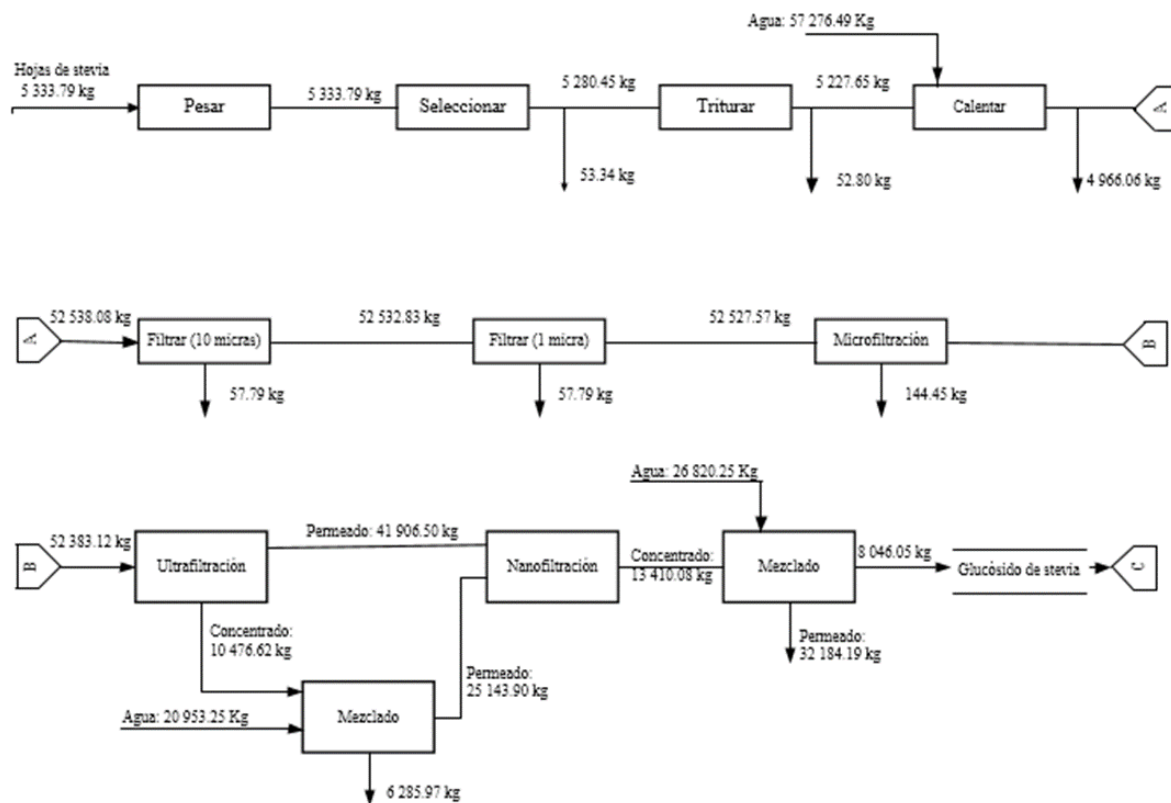 Agua: 57 276.49 Kg
Hojas de stevia
5 333.79 kg
Pesar
5 333.79 kg
Seleccionar
5 280.45 kg
Triturar
5 227.65 kg
Calentar
A
53.34 kg
52.80 kg
4 966.06 kg
A
52 538.08 kg
Filtrar (10 micras)
52 532.83 kg
Filtrar (1 micra)
52 527.57 kg
Microfiltración
B
57.79 kg
57.79 kg
144.45 kg
Agua: 26 820.25 Kg
B
52 383.12 kg
Ultrafiltración
Permeado: 41 906.50 kg
Nanofiltración
Concentrado:
13 410.08 kg
Mezclado
8 046.05 kg
Glucósido de stevia
C
Concentrado:
10 476.62 kg
Permeado:
25 143.90 kg
Permeado:
32 184.19 kg
Agua: 20 953.25 Kg
Mezclado
6 285.97 kg